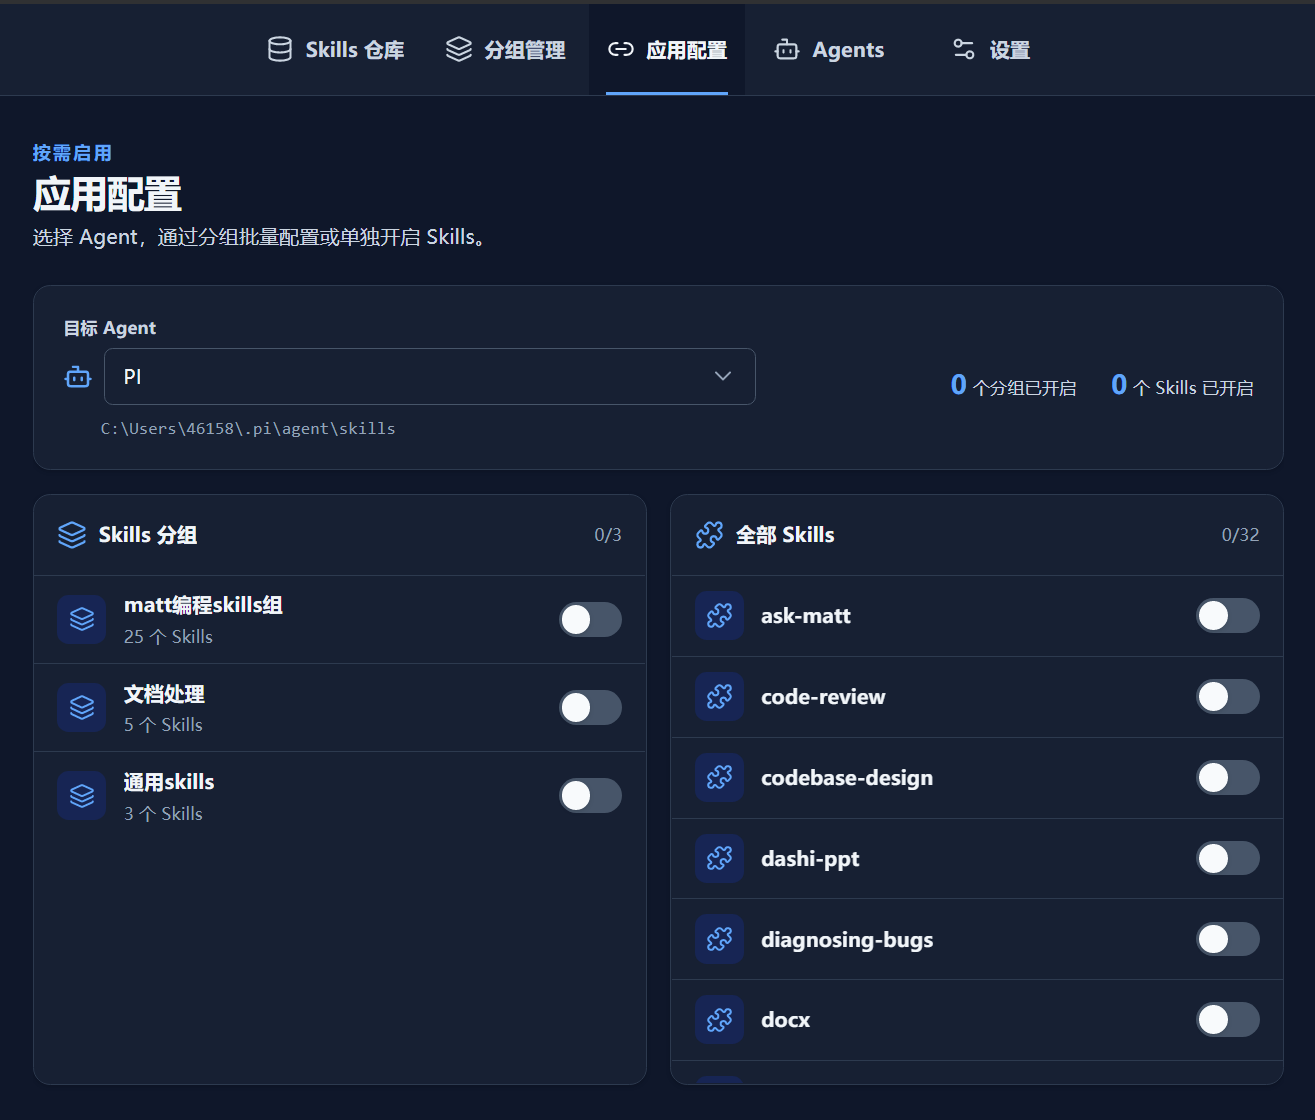 Skills 仓库
分组管理
应用配置
Agents
设置
按需启用
应用配置
选择 Agent，通过分组批量配置或单独开启 Skills。
目标 Agent
PI
0 个分组已开启
0 个 Skills 已开启
C:\Users\46158\.pi\agent\skills
Skills 分组
0/3
matt编程skills组
25 个 Skills
文档处理
5 个 Skills
通用skills
3 个 Skills
全部 Skills
0/32
ask-matt
code-review
codebase-design
dashi-ppt
diagnosing-bugs
docx